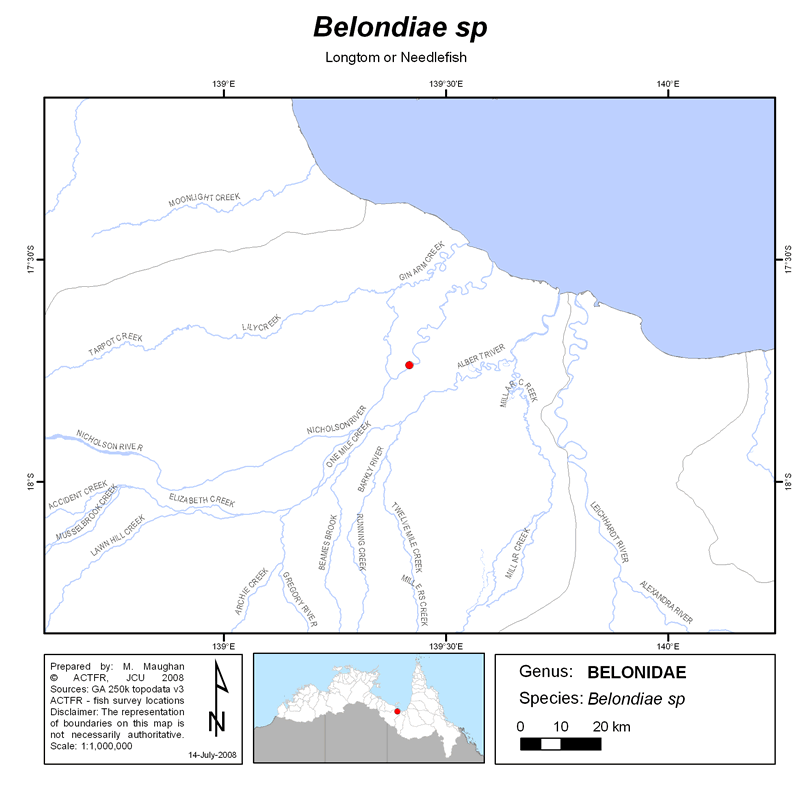 Belondiae sp
Longtom or Needlefish
139°E
139°30'E
140°E
17°30'S
17°30'S
18°S
18°S
MOONLIGHT CREEK
GIN ARM CREEK
LILY CREEK
TARPOT CREEK
ALBERT RIVER
MILLAR CREEK
NICHOLSON RIVER
ONE MILE CREEK
NICHOLSON RIVER
BARKLY RIVER
ACCIDENT CREEK
MUSSELBROOK CREEK
ELIZABETH CREEK
LAWN HILL CREEK
TWELVE MILE CREEK
LEICHHARDT RIVER
BEAMES BROOK
RUNNING CREEK
MILLAR CREEK
ARCHIE CREEK
GREGORY RIVER
MILLERS CREEK
ALEXANDRA RIVER
139°E
139°30'E
140°E
Prepared by: M. Maughan
© ACTFR, JCU 2008
Sources: GA 250k topodata v3
ACTFR - fish survey locations
Disclaimer: The representation
of boundaries on this map is
not necessarily authoritative.
Scale: 1:1,000,000
N
14-July-2008
Genus: BELONIDAE
Species: Belondiae sp
0 10 20 km